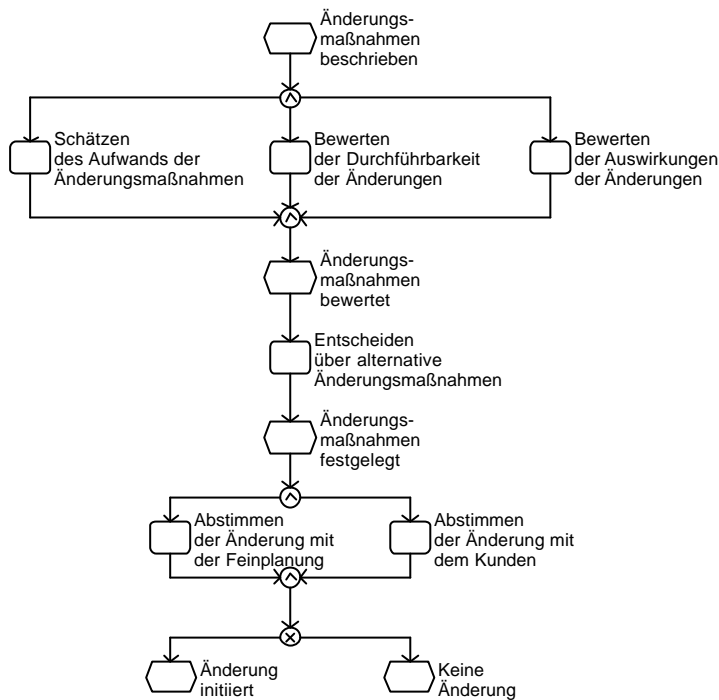 Änderungs-
maßnahmen
beschrieben
Schätzen
des Aufwands der
Änderungsmaßnahmen
Bewerten
der Durchführbarkeit
der Änderungen
Bewerten
der Auswirkungen
der Änderungen
Änderungs-
maßnahmen
bewertet
Entscheiden
über alternative
Änderungsmaßnahmen
Änderungs-
maßnahmen
festgelegt
Abstimmen
der Änderung mit
der Feinplanung
Abstimmen
der Änderung mit
dem Kunden
Änderung
initiiert
Keine
Änderung